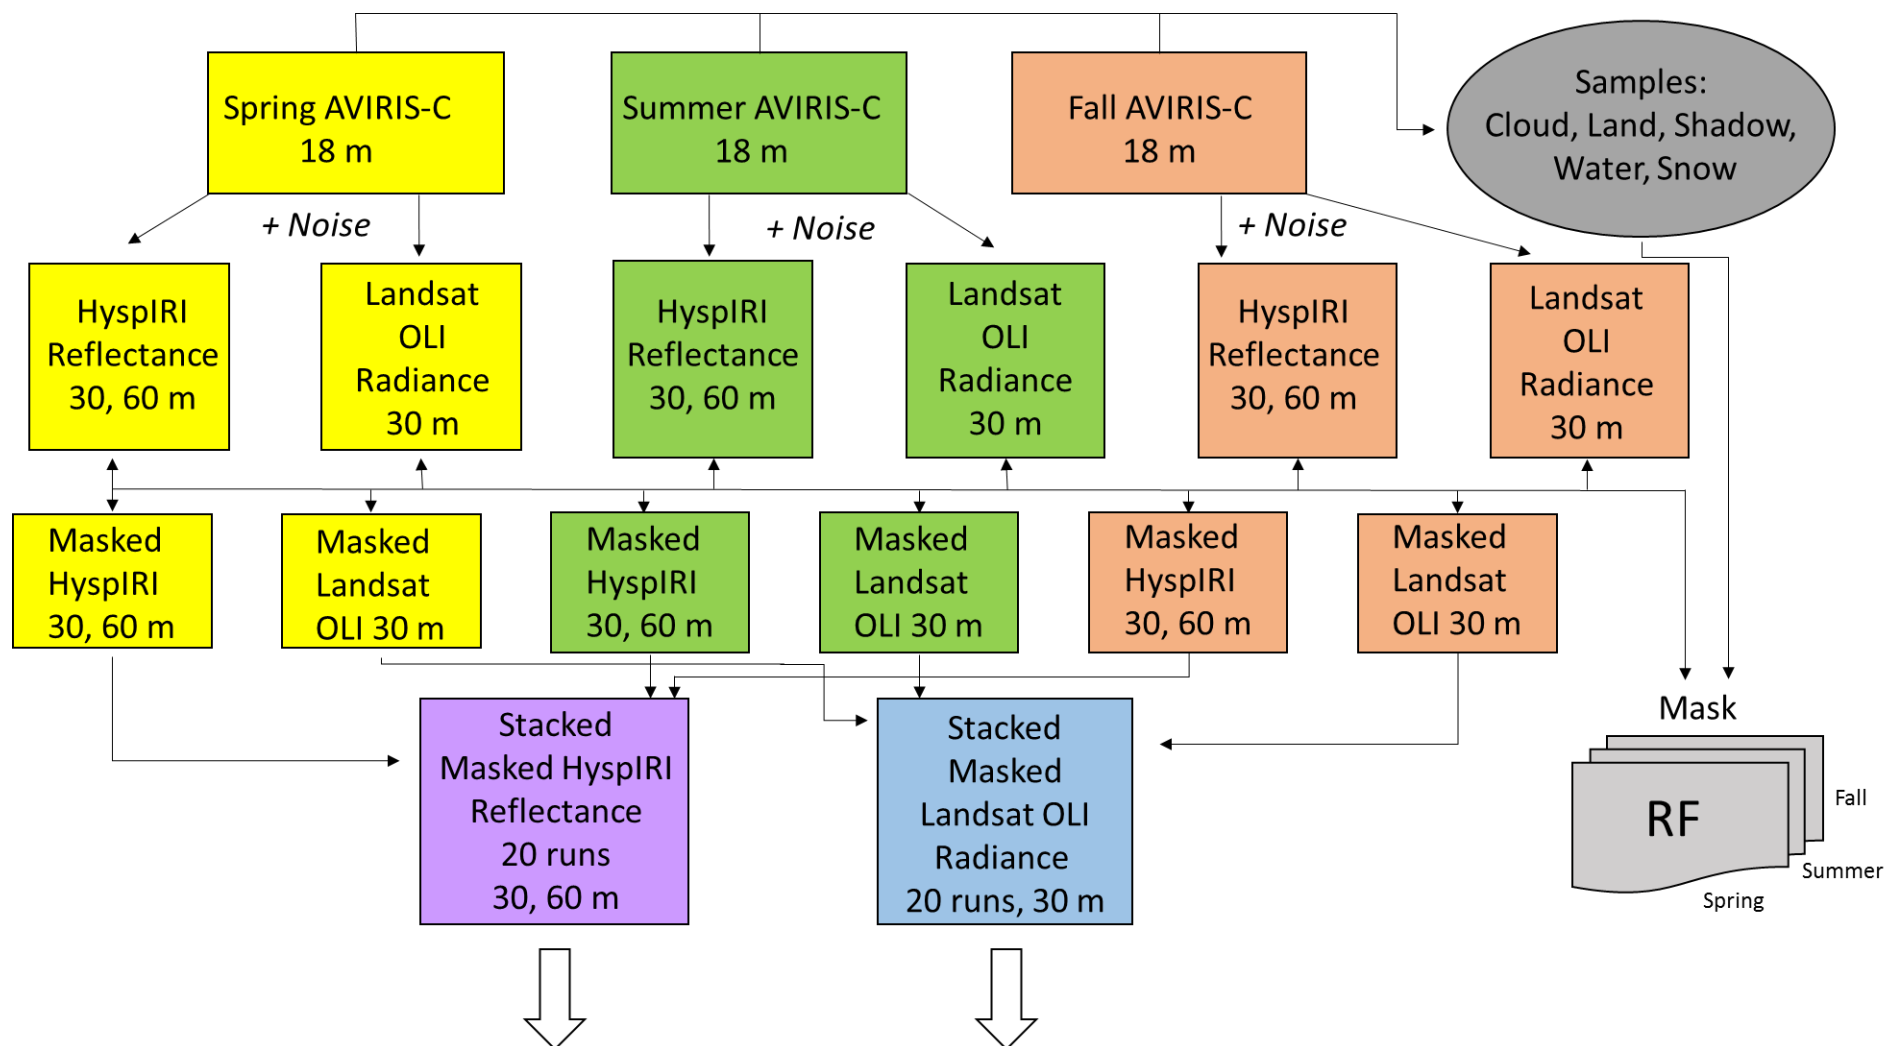 Spring AVIRIS-C
18 m
Summer AVIRIS-C
18 m
Fall AVIRIS-C
18 m
Samples:
Cloud, Land, Shadow,
Water, Snow
+ Noise
+ Noise
+ Noise
HyspIRI
Reflectance
30, 60 m
Landsat
OLI
Radiance
30 m
HyspIRI
Reflectance
30, 60 m
Landsat
OLI
Radiance
30 m
HyspIRI
Reflectance
30, 60 m
Landsat
OLI
Radiance
30 m
Masked
HyspIRI
30, 60 m
Masked
Landsat
OLI 30 m
Masked
HyspIRI
30, 60 m
Masked
Landsat
OLI 30 m
Masked
HyspIRI
30, 60 m
Masked
Landsat
OLI 30 m
Stacked
Masked HyspIRI
Reflectance
20 runs
30, 60 m
Stacked
Masked
Landsat OLI
Radiance
20 runs, 30 m
Mask
RF
Fall
Summer
Spring